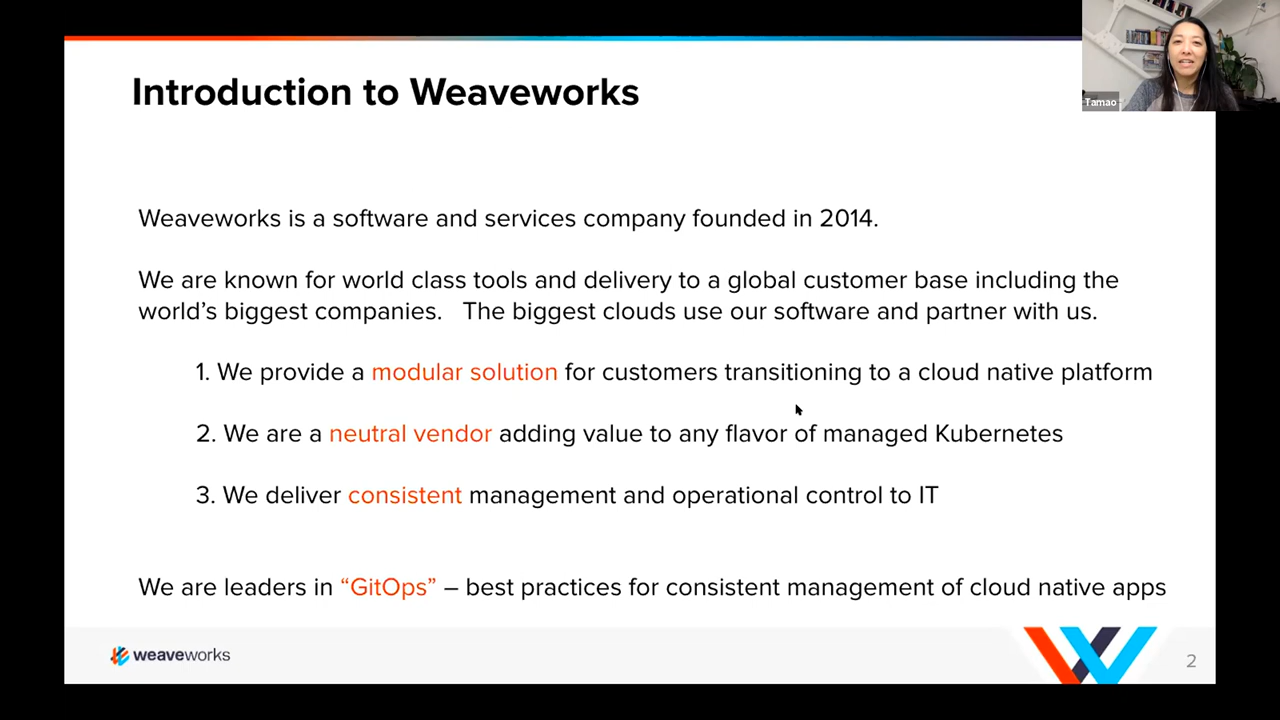 Introduction to Weaveworks
Tamao
Weaveworks is a software and services company founded in 2014.
We are known for world class tools and delivery to a global customer base including the
world’s biggest companies.   The biggest clouds use our software and partner with us.
1. We provide a modular solution for customers transitioning to a cloud native platform
2. We are a neutral vendor adding value to any flavor of managed Kubernetes
3. We deliver consistent management and operational control to IT
We are leaders in “GitOps” – best practices for consistent management of cloud native apps
weaveworks
2